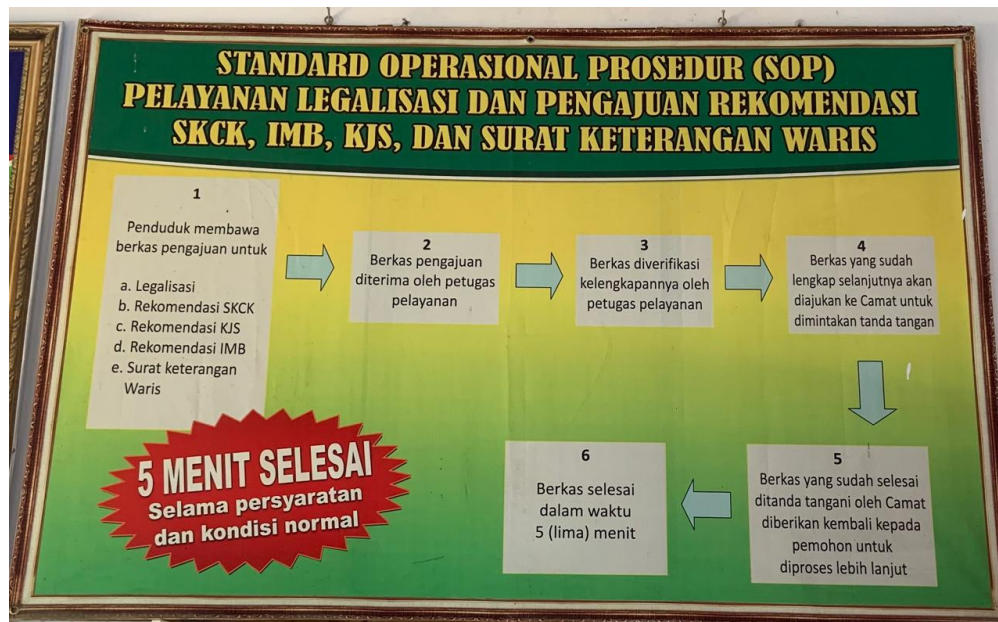 STANDARD OPERASIONAL PROSEDUR (SOP)
PELAYANAN LEGALISASI DAN PENGAJUAN REKOMENDASI
SKCK, IMB, KJS, DAN SURAT KETERANGAN WARIS
1
Penduduk membawa
berkas pengajuan untuk
a. Legalisasi
b. Rekomendasi SKCK
c. Rekomendasi KJS
d. Rekomendasi IMB
e. Surat keterangan
Waris
2
Berkas pengajuan
diterima oleh petugas
pelayanan
3
Berkas diverifikasi
kelengkapannya oleh
petugas pelayanan
4
Berkas yang sudah
lengkap selanjutnya akan
diajukan ke Camat untuk
dimintakan tanda tangan
5
Berkas yang sudah selesai
ditanda tangani oleh Camat
diberikan kembali kepada
pemohon untuk
diproses lebih lanjut
6
Berkas selesai
dalam waktu
5 (lima) menit
5 MENIT SELESAI
Selama persyaratan
dan kondisi normal